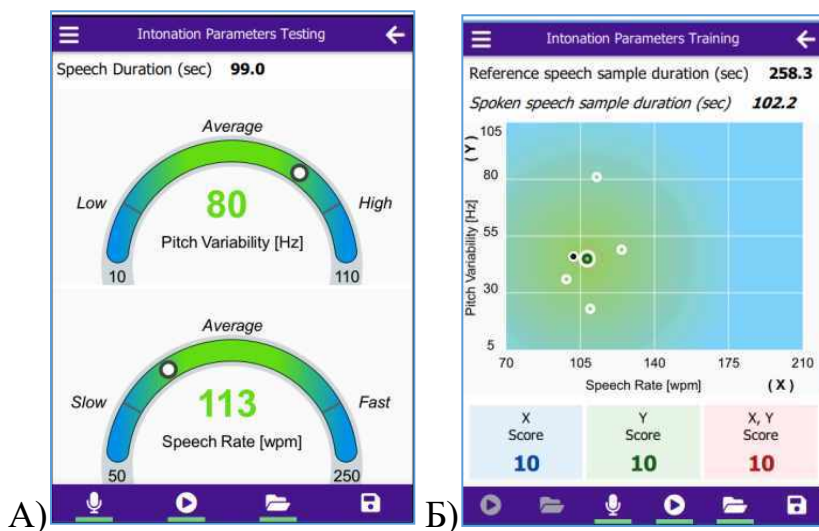 Intonation Parameters Testing
Speech Duration (sec) 99.0
Average
Low
High
80
Pitch Variability [Hz]
10
110
Average
Slow
Fast
113
Speech Rate [wpm]
50
250
А)
Intonation Parameters Training
Reference speech sample duration (sec) 258.3
Spoken speech sample duration (sec) 102.2
( Y )
Pitch Variability [Hz]
105
80
55
30
5
70 105 140 175 210
Speech Rate [wpm] ( X )
X Y X, Y
Score Score Score
10 10 10
Б)